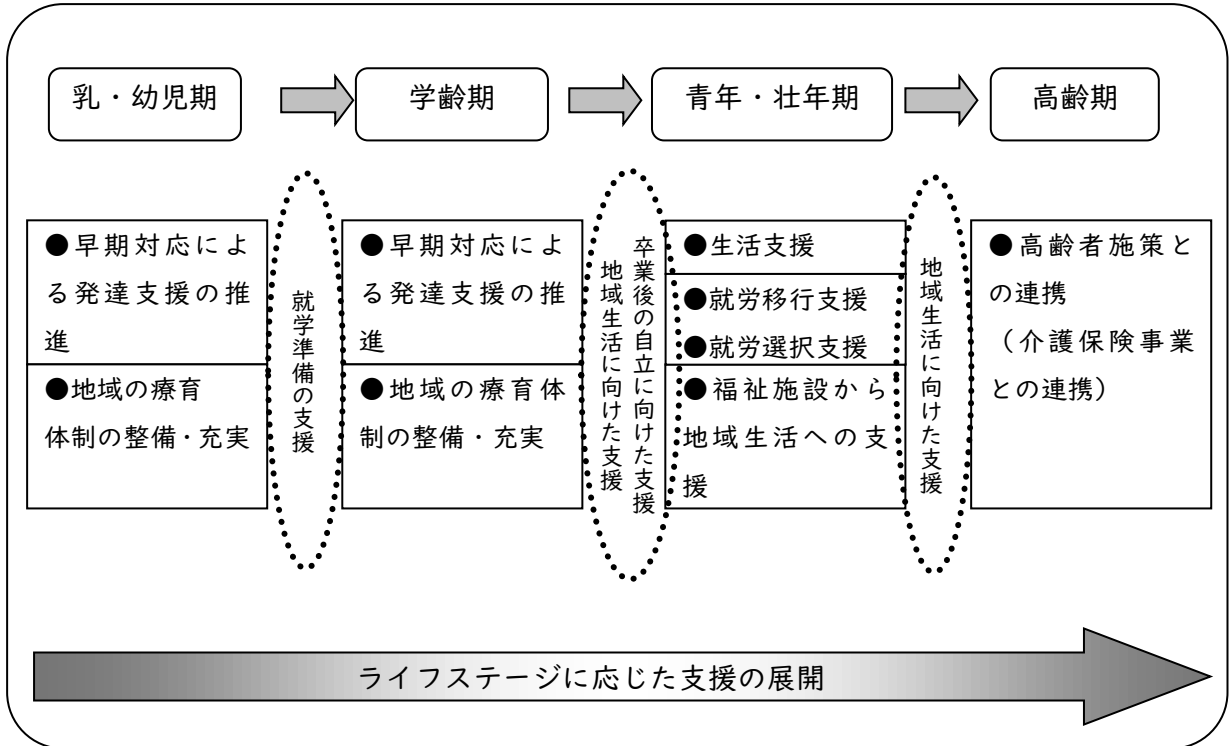 乳・幼児期
学齢期
青年・壮年期
高齢期
●早期対応によ
る発達支援の推
進
●地域の療育
体制の整備・充実
就学準備の支援
●早期対応によ
る発達支援の推
進
●地域の療育体
制の整備・充実
卒業後の自立に向けた支援
地域生活に向けた支援
●生活支援
●就労移行支援
●就労選択支援
●福祉施設から
地域生活への支
援
地域生活に向けた支援
●高齢者施策と
の連携
（介護保険事業
との連携）
ライフステージに応じた支援の展開